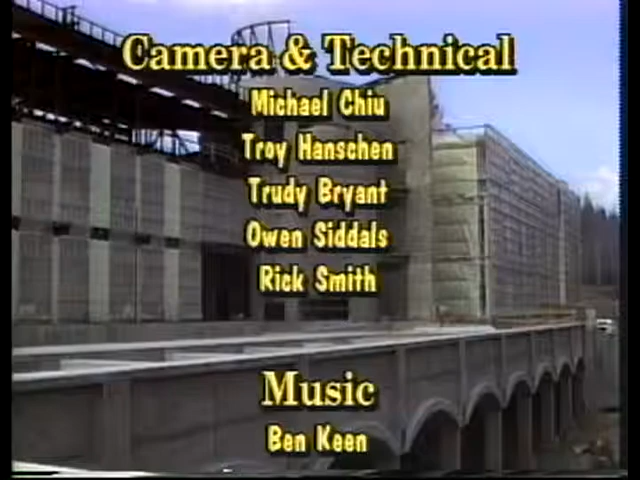 Camera & Technical
Michael Chiu
Troy Hanschen
Trudy Bryant
Owen Siddals
Rick Smith
Music
Ben Keen